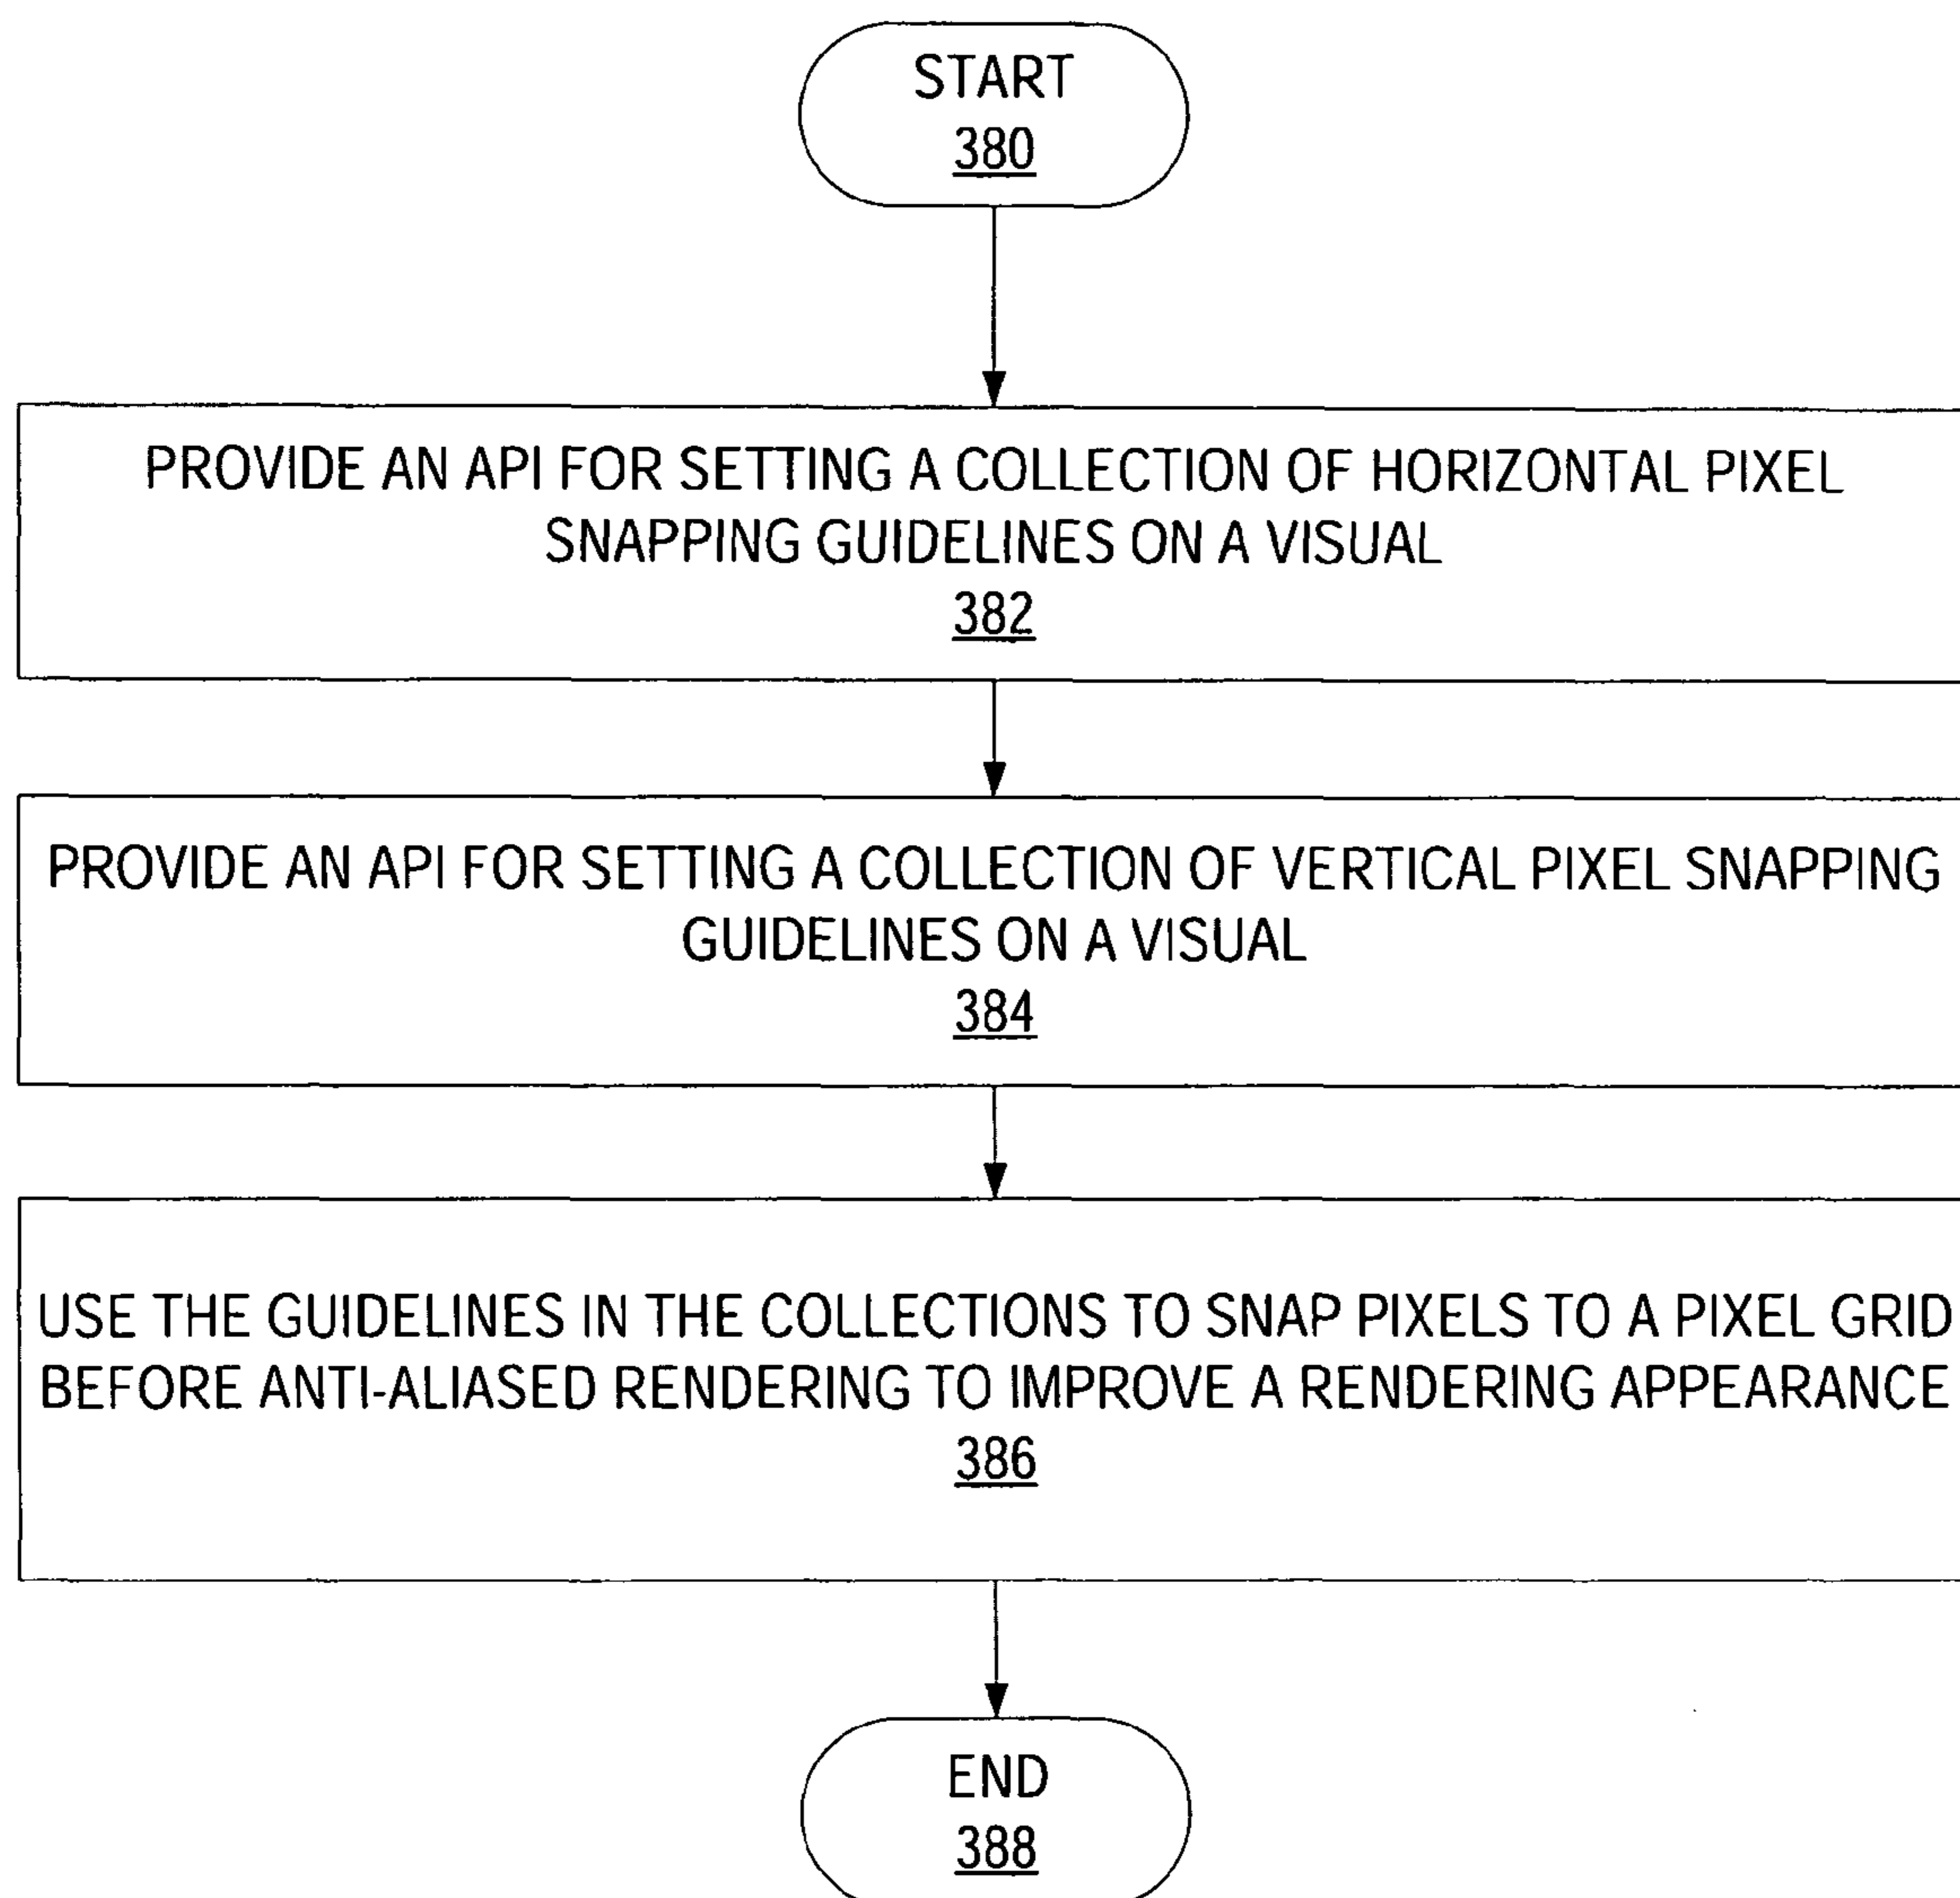 START
380
PROVIDE AN API FOR SETTING A COLLECTION OF HORIZONTAL PIXEL
SNAPPING GUIDELINES ON A VISUAL
382
PROVIDE AN API FOR SETTING A COLLECTION OF VERTICAL PIXEL SNAPPING
GUIDELINES ON A VISUAL
384
USE THE GUIDELINES IN THE COLLECTIONS TO SNAP PIXELS TO A PIXEL GRID
BEFORE ANTI-ALIASED RENDERING TO IMPROVE A RENDERING APPEARANCE
386
END
388